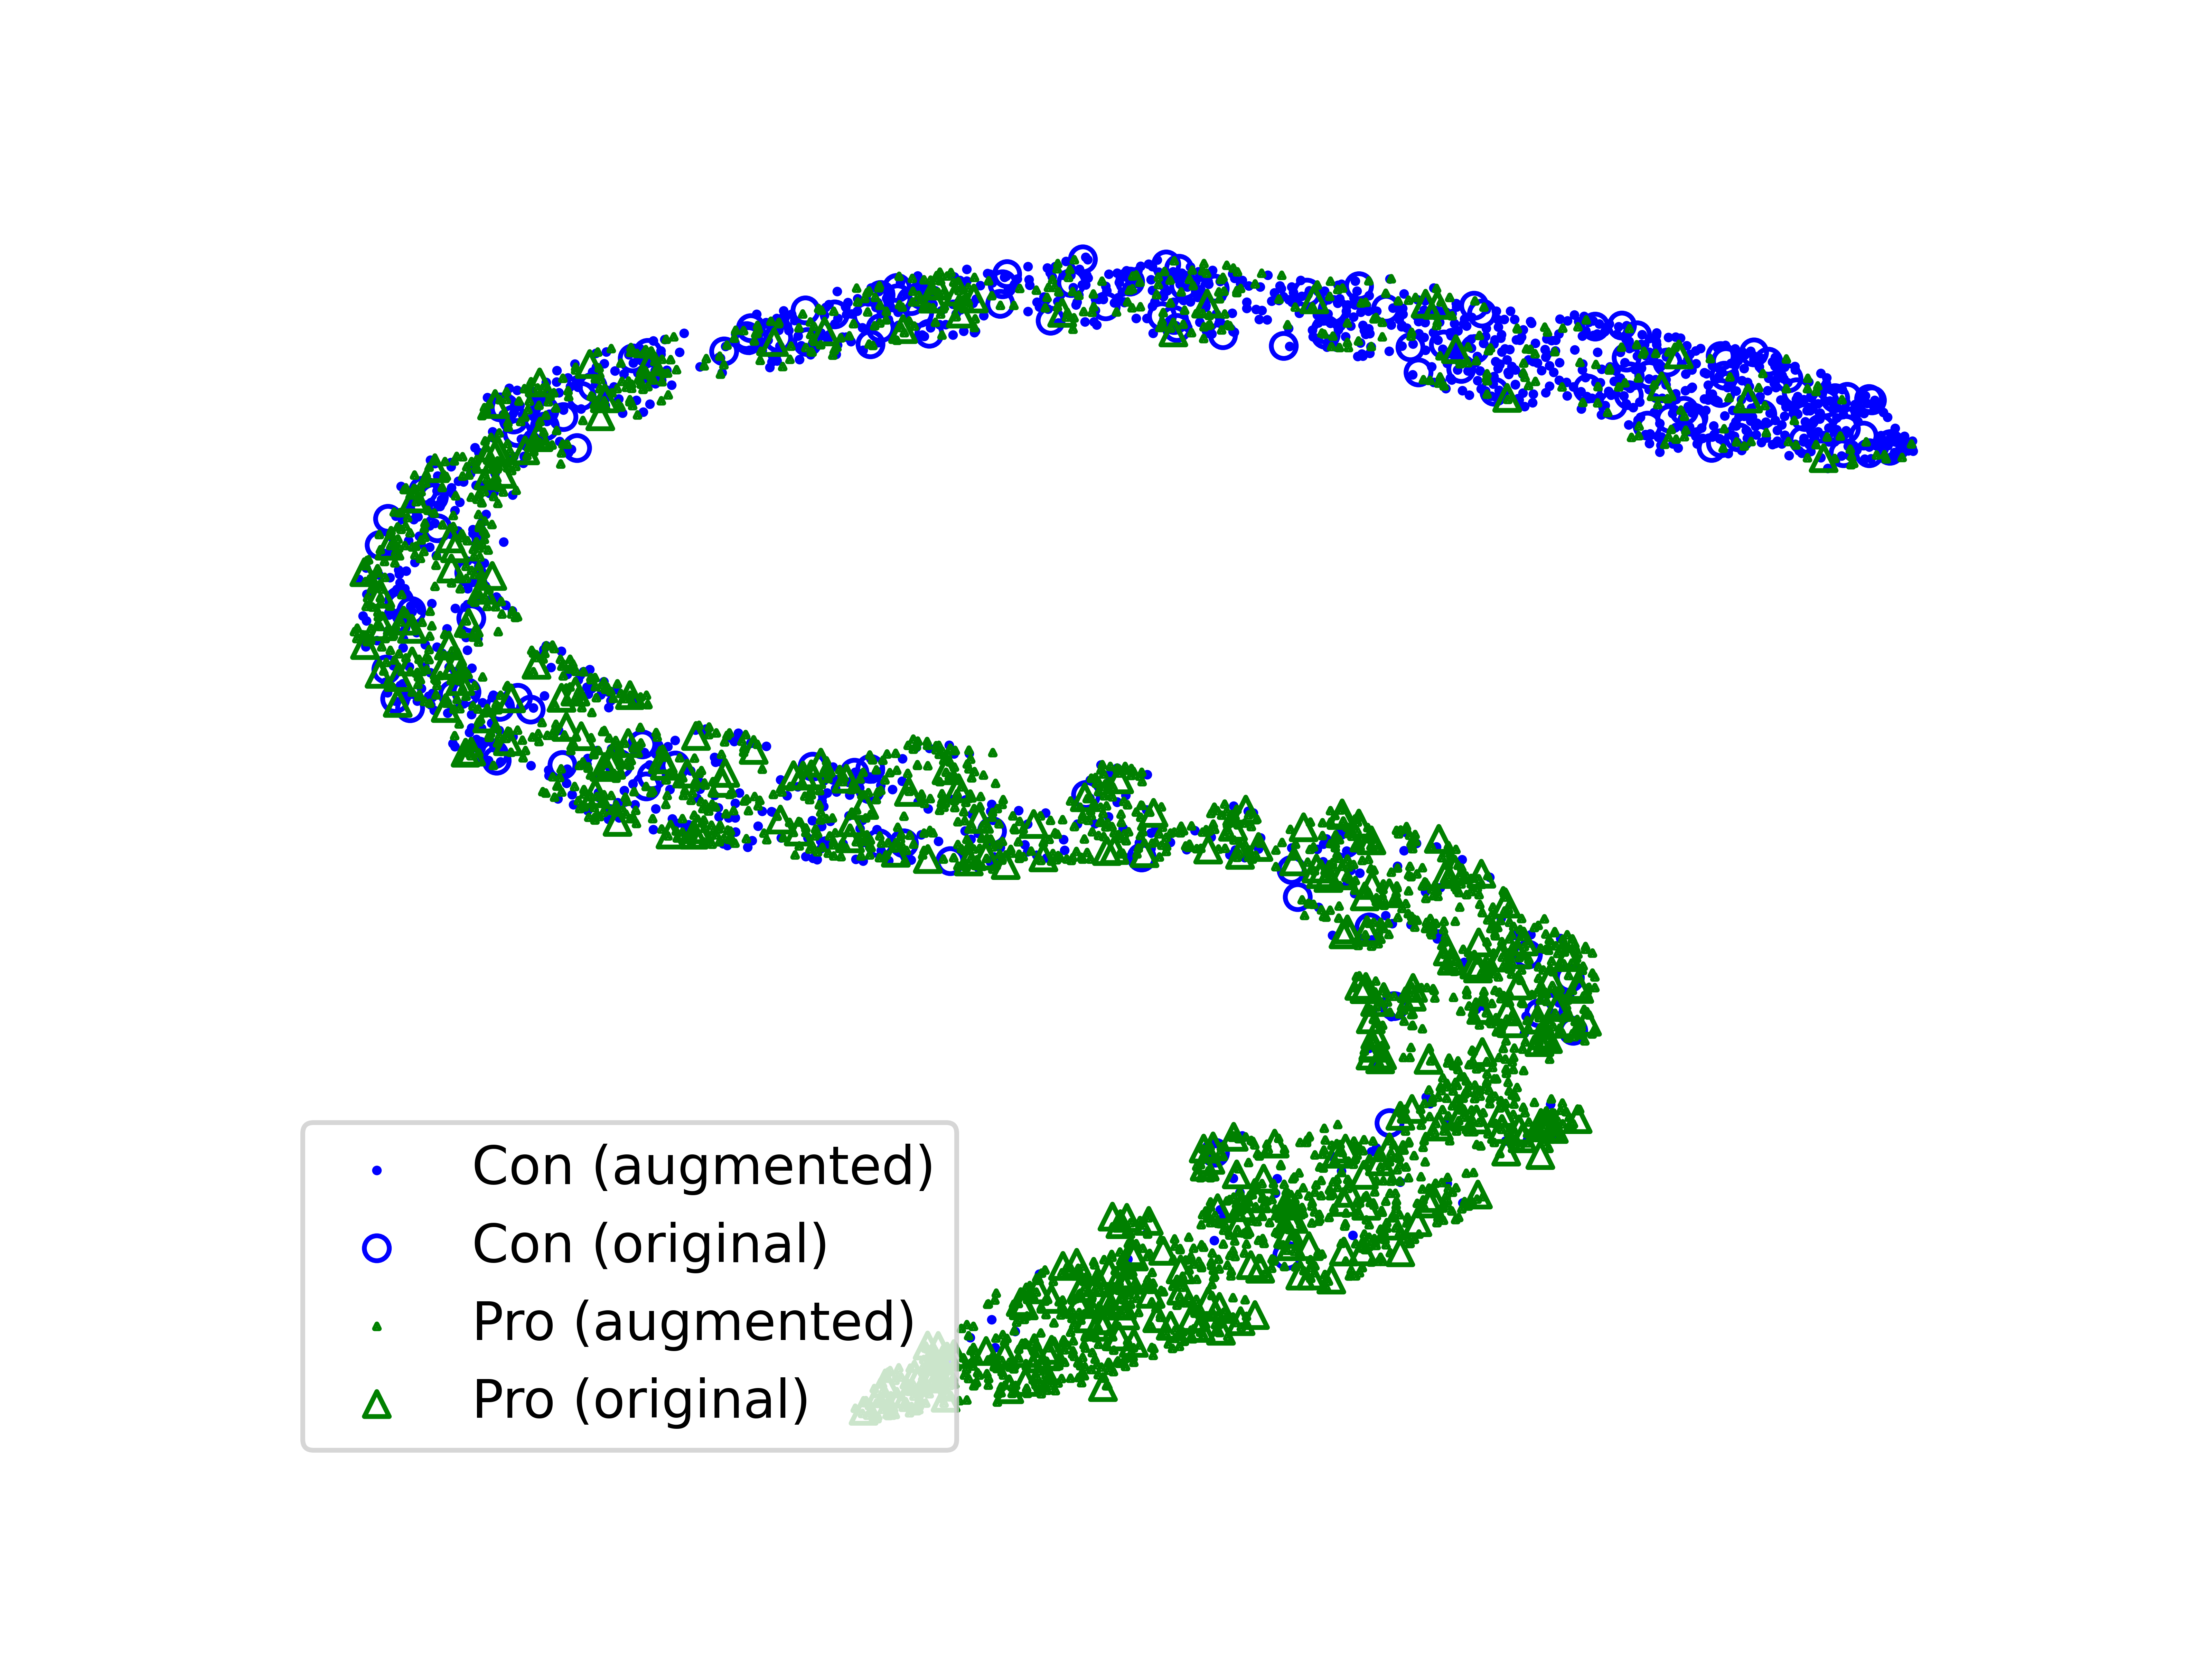 Con (augmented)
Con (original)
Pro (augmented)
Pro (original)